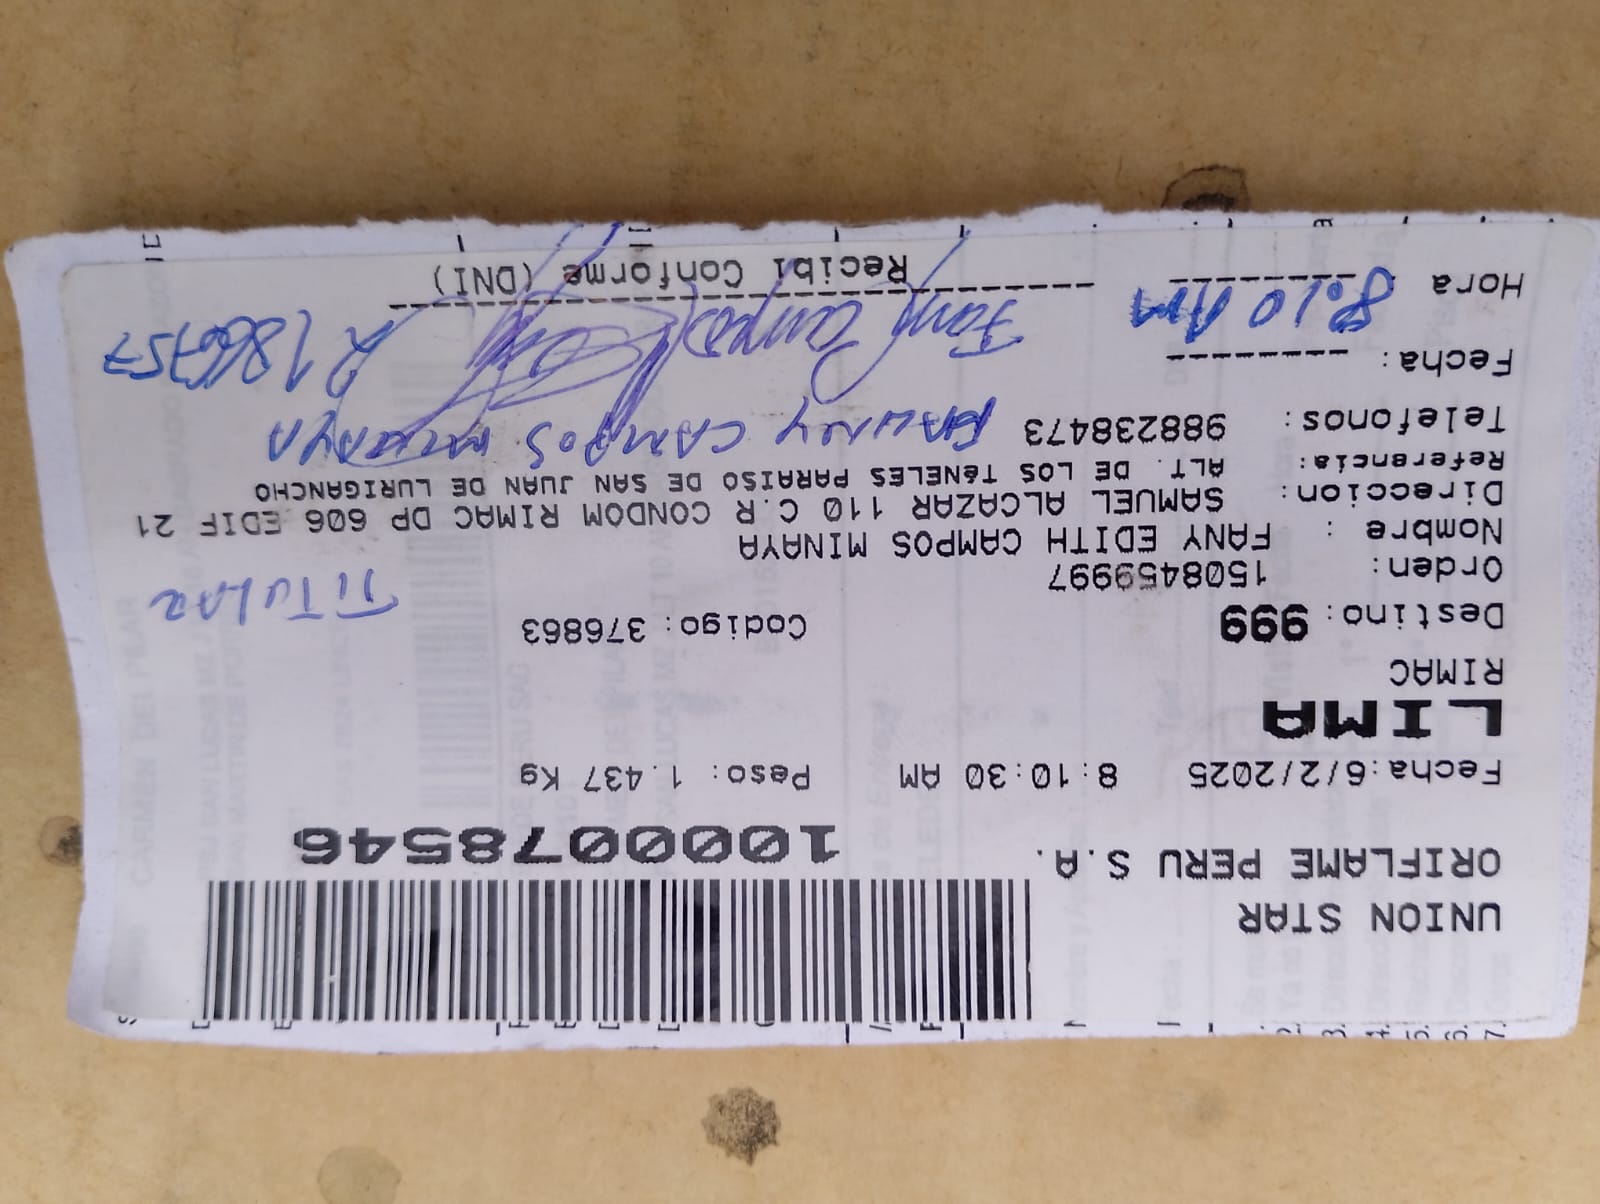 UNION STAR
ORIFLAME PERU S.A.
1000078546
Fecha:6/2/2025 8:10:30 AM Peso: 1.437 Kg
LIMA
RIMAC
Destino: 999 Codigo: 376863
Orden: 1508459997
TITULAR
Nombre : FANY EDITH CAMPOS MINAYA
Direccion: SAMUEL ALCAZAR 110 C.R CONDOM RIMAC DP 606 EDIF 21
Referencia: ALT. DE LOS TéNELES PARAISO DE SAN JUAN DE LURIGANCHO
Telefonos: 988238473
CAMPOS
Fecha: -----------
Fany Campos
Hora : 8:10 AM
Recibi Conforme (DNI)